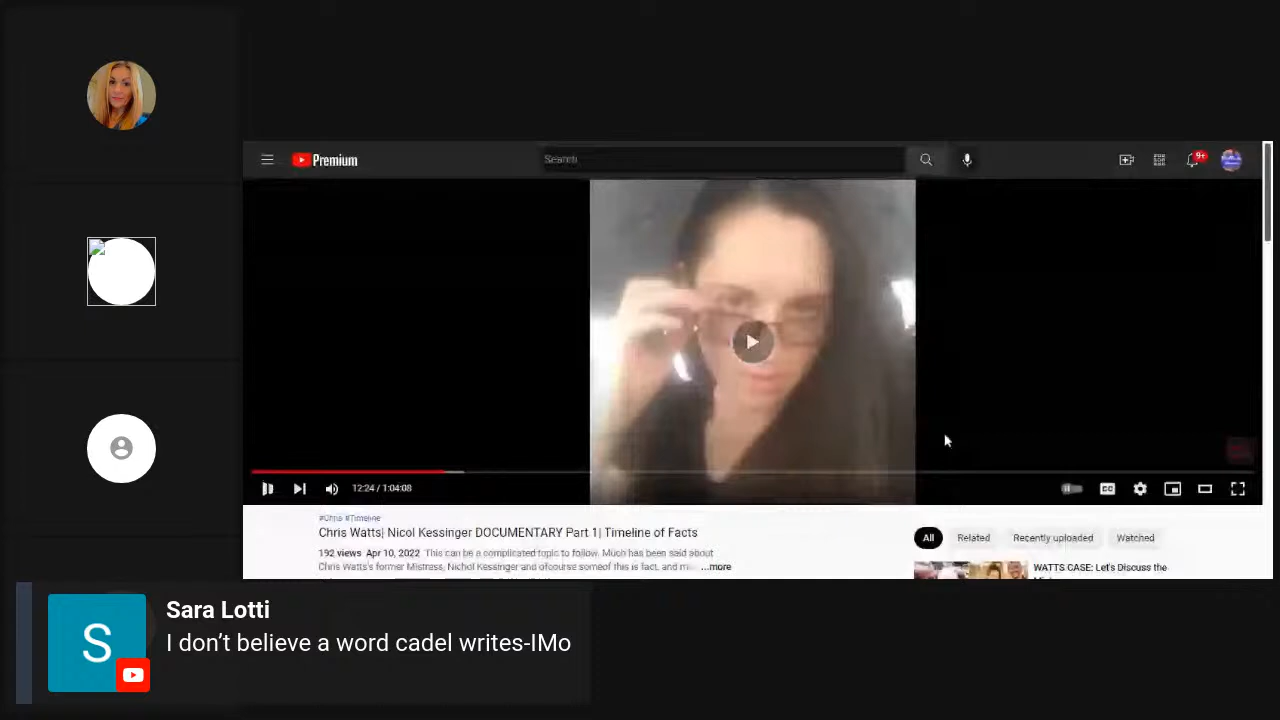 Premium
Search
9+
12:24 / 1:04:08
CC
#Chris #Timeline
Chris Watts| Nicol Kessinger DOCUMENTARY Part 1| Timeline of Facts
192 views Apr 10, 2022 This can be a complicated topic to follow. Much has been said about
Chris Watts's former Mistress, Nichol Kessinger and ofcourse someof this is fact, and
...more
All
Related
Recently uploaded
Watched
WATTS CASE: Let's Discuss the
S
Sara Lotti
I don’t believe a word cadel writes-IMo